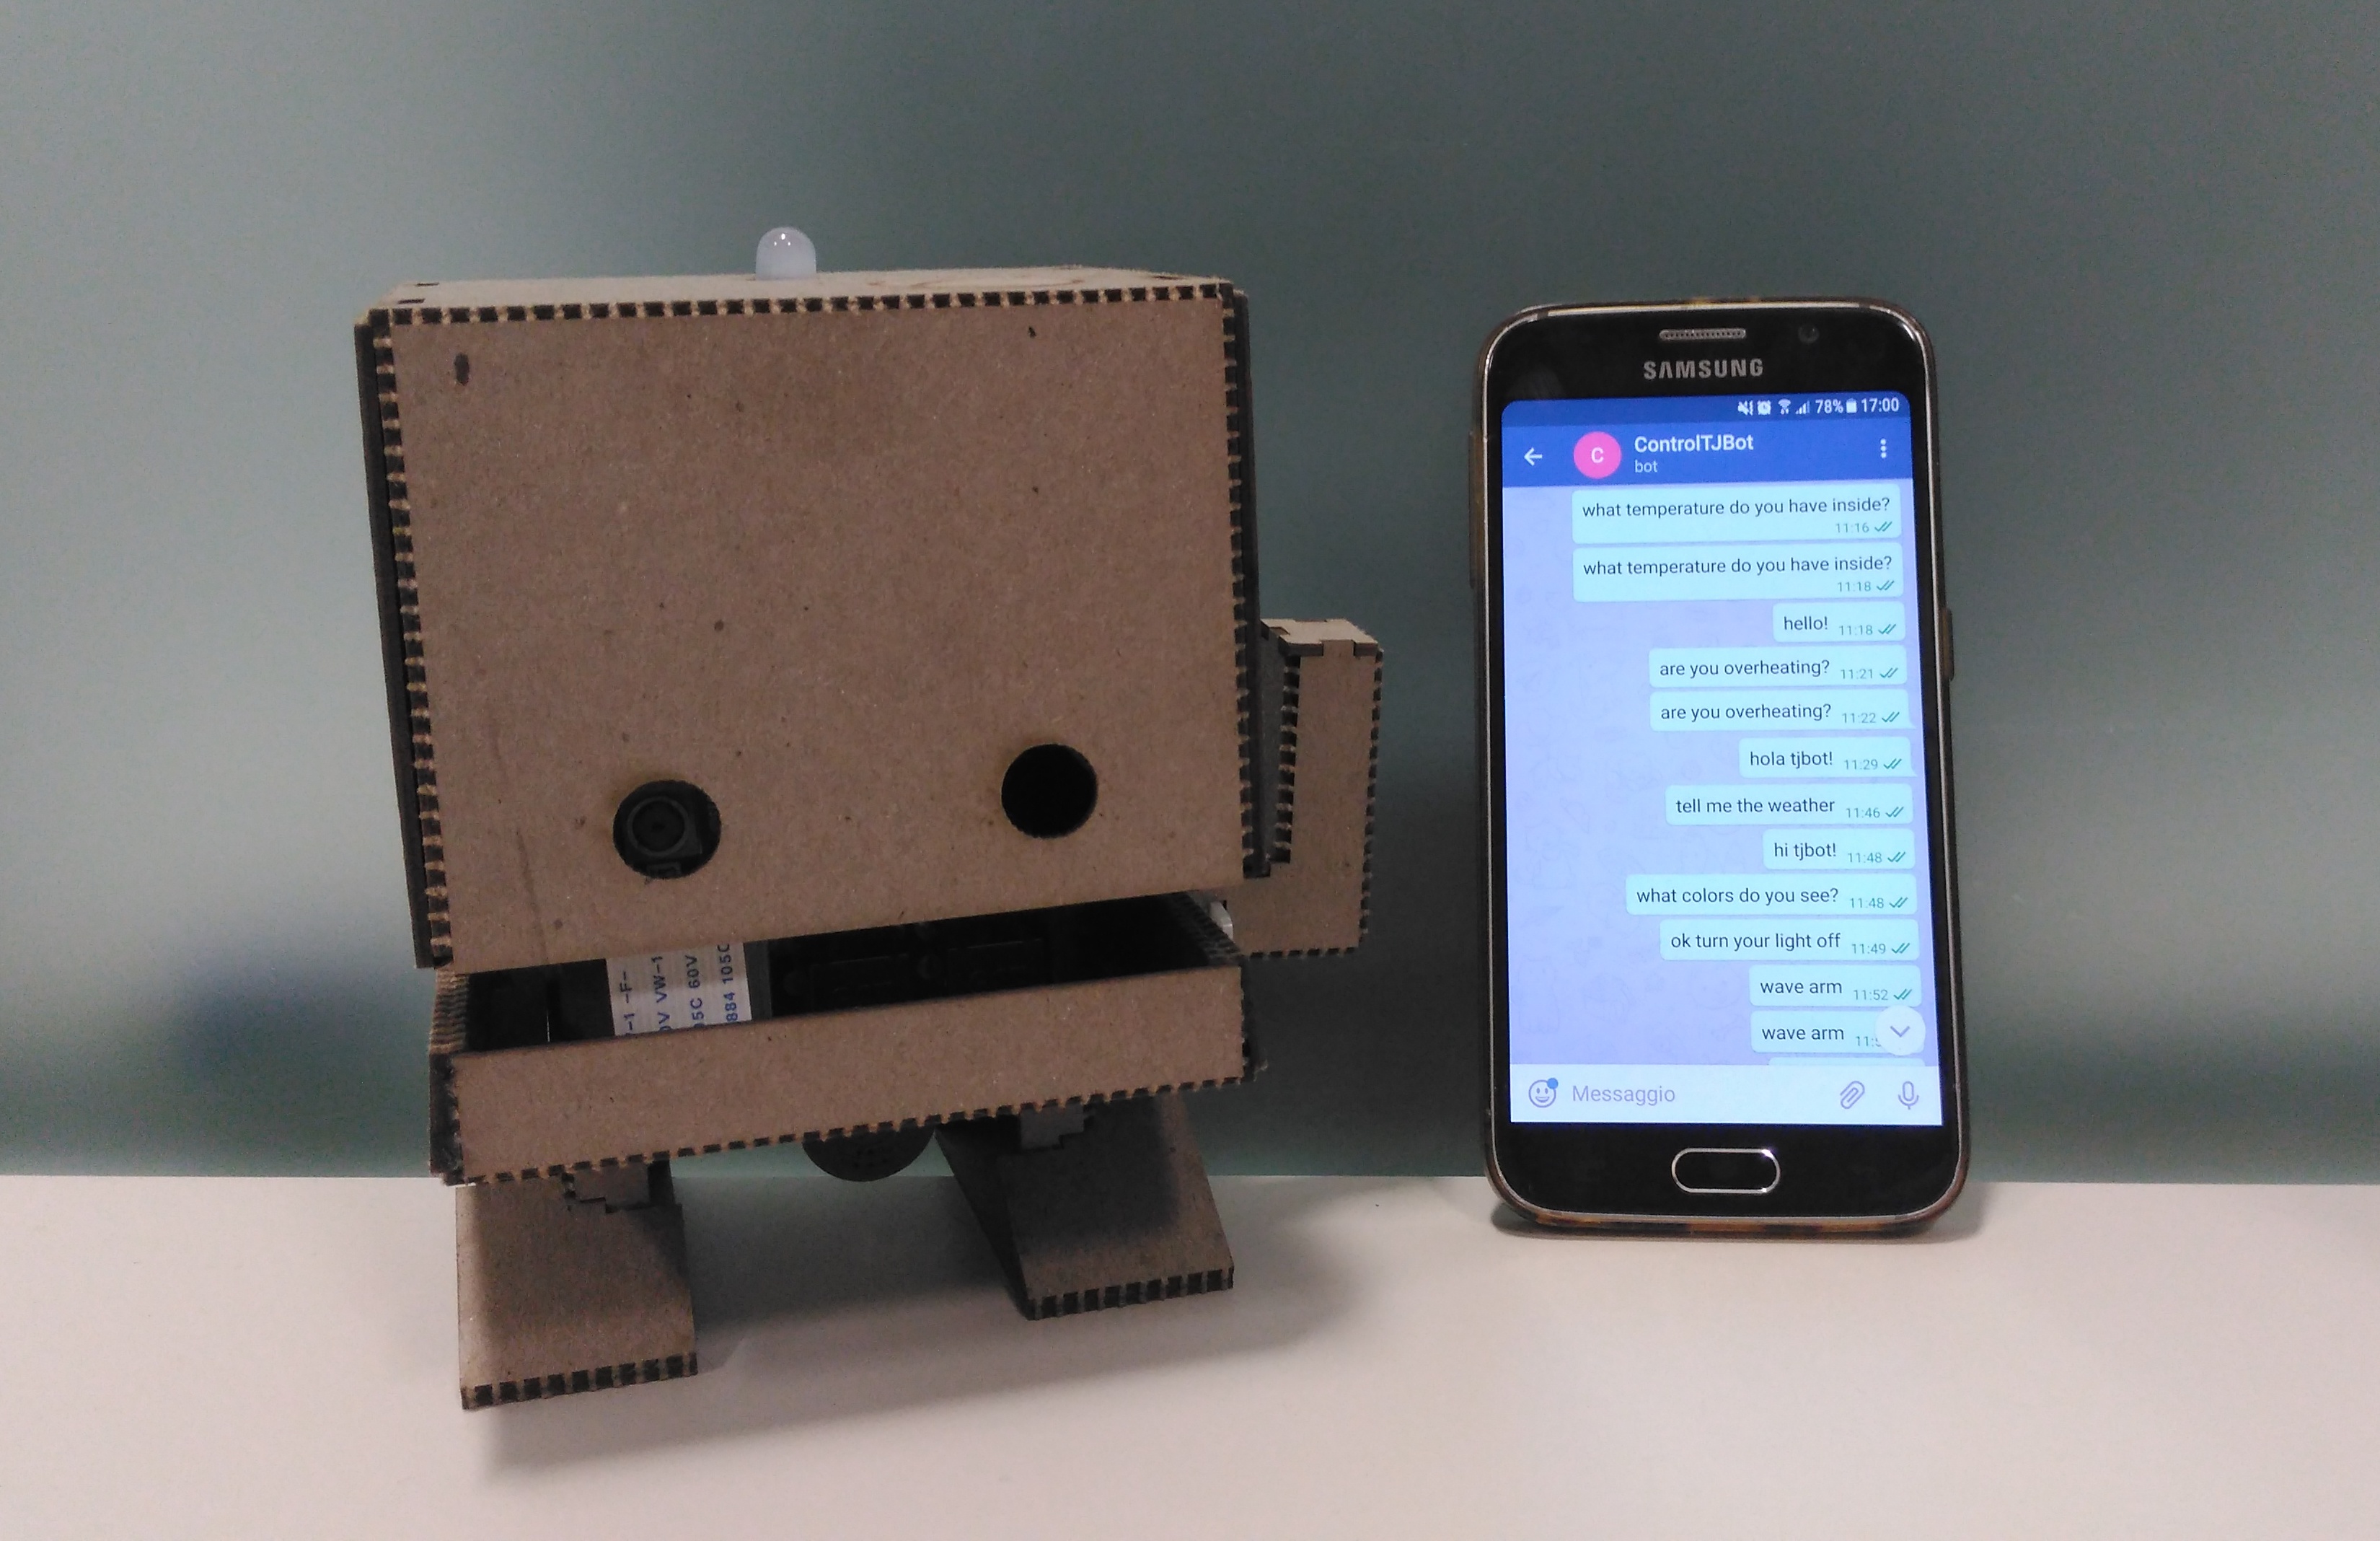 SAMSUNG
78% 17:00
C
ControlTJBot
bot
what temperature do you have inside?
11:16
what temperature do you have inside?
11:18
hello! 11:18
are you overheating? 11:21
are you overheating? 11:22
hola tjbot! 11:29
tell me the weather 11:46
hi tjbot! 11:48
what colors do you see? 11:48
ok turn your light off 11:49
wave arm 11:52
wave arm
Messaggio
-1 -F-
VW-1
5C 60V
884 105C